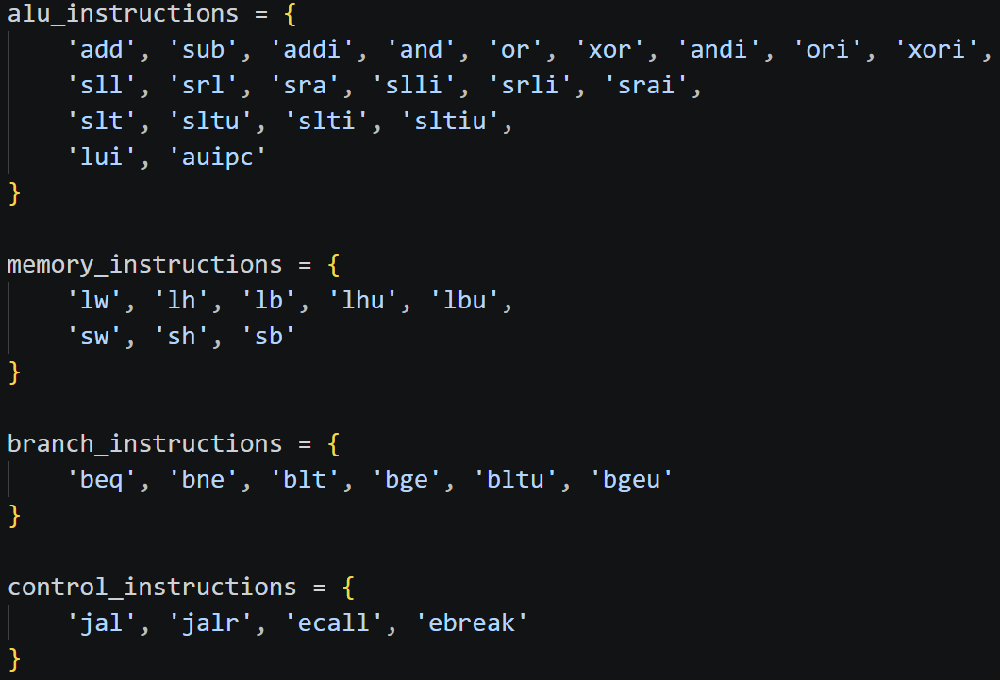 alu_instructions = {
    'add', 'sub', 'addi', 'and', 'or', 'xor', 'andi', 'ori', 'xori',
    'sll', 'srl', 'sra', 'slli', 'srli', 'srai',
    'slt', 'sltu', 'slti', 'sltiu',
    'lui', 'auipc'
}

memory_instructions = {
    'lw', 'lh', 'lb', 'lhu', 'lbu',
    'sw', 'sh', 'sb'
}

branch_instructions = {
    'beq', 'bne', 'blt', 'bge', 'bltu', 'bgeu'
}

control_instructions = {
    'jal', 'jalr', 'ecall', 'ebreak'
}